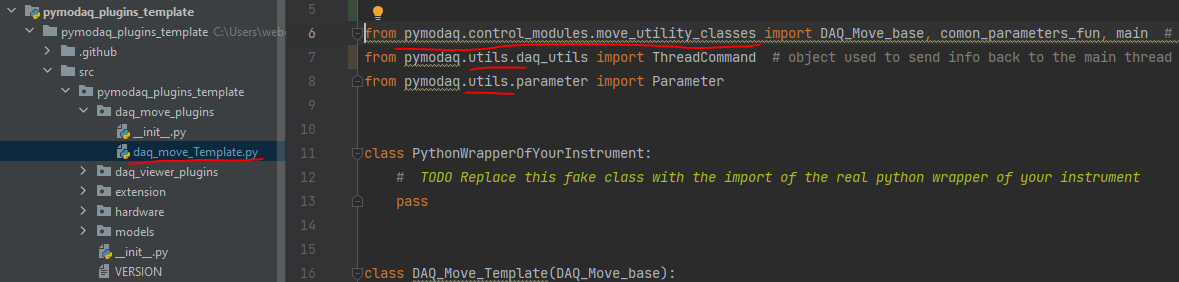 pymodaq_plugins_template
pymodaq_plugins_template C:\Users\webe
.github
src
pymodaq_plugins_template
daq_move_plugins
__init__.py
daq_move_Template.py
daq_viewer_plugins
extension
hardware
models
__init__.py
VERSION
5
6 from pymodaq.control_modules.move_utility_classes import DAQ_Move_base, comon_parameters_fun, main #
7 from pymodaq.utils.daq_utils import ThreadCommand # object used to send info back to the main thread
8 from pymodaq.utils.parameter import Parameter
9
10
11 class PythonWrapperOfYourInstrument:
12 # TODO Replace this fake class with the import of the real python wrapper of your instrument
13 pass
14
15
16 class DAQ_Move_Template(DAQ_Move_base):